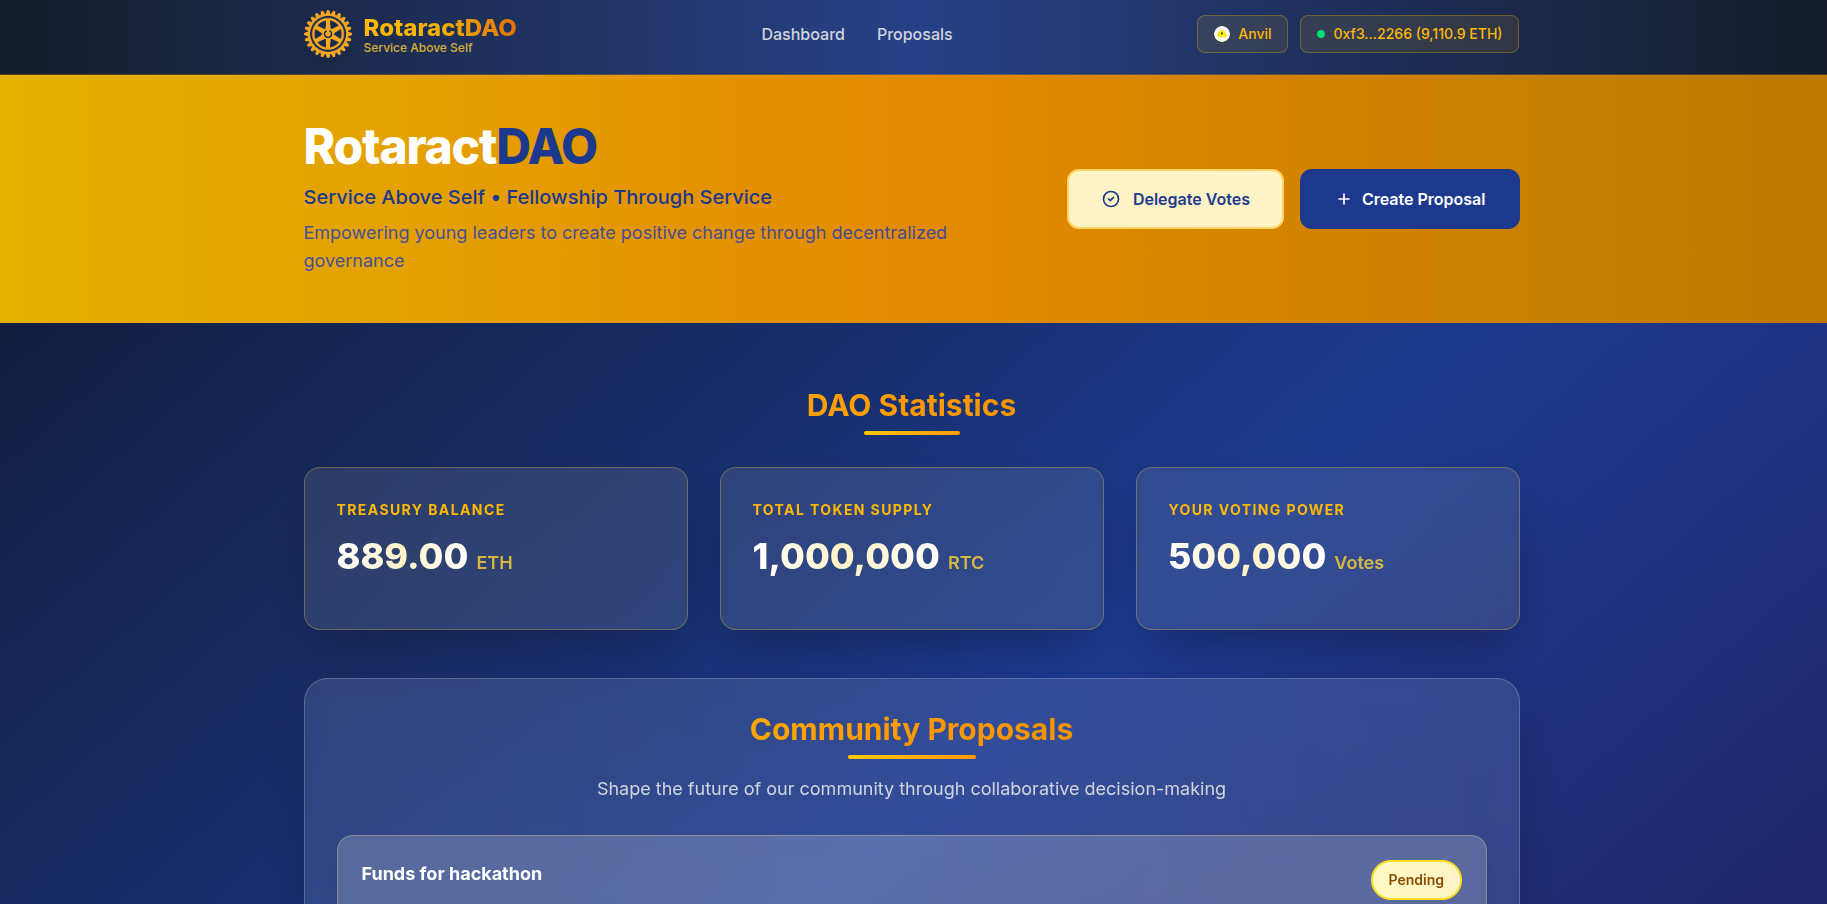 RotaractDAO
Service Above Self
Dashboard
Proposals
Anvil
0xf3...2266 (9,110.9 ETH)
RotaractDAO
Service Above Self • Fellowship Through Service
Empowering young leaders to create positive change through decentralized
governance
Delegate Votes
Create Proposal
DAO Statistics
TREASURY BALANCE
889.00 ETH
TOTAL TOKEN SUPPLY
1,000,000 RTC
YOUR VOTING POWER
500,000 Votes
Community Proposals
Shape the future of our community through collaborative decision-making
Funds for hackathon
Pending